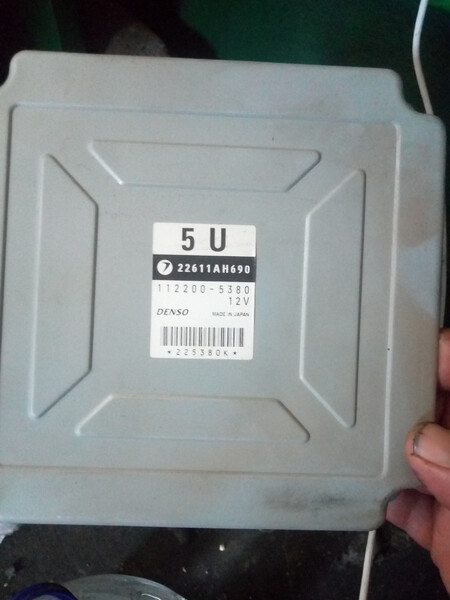 5 U
22611AH690
112200-5380
12V
DENSO MADE IN JAPAN
*225380K*